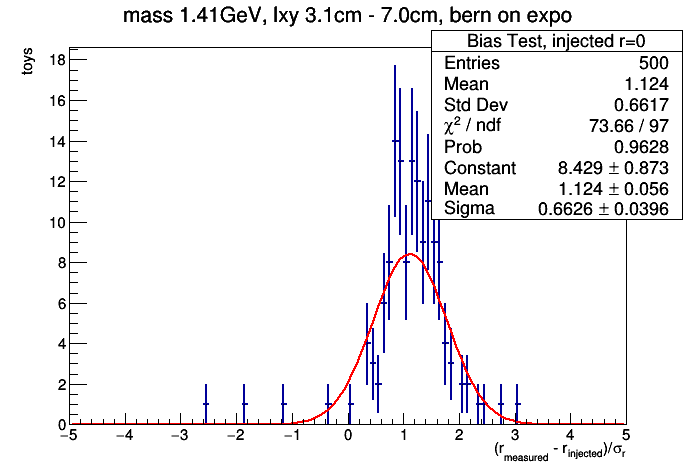 mass 1.41GeV, lxy 3.1cm - 7.0cm, bern on expo
Bias Test, injected r=0
Entries 500
Mean 1.124
Std Dev 0.6617
χ² / ndf 73.66 / 97
Prob 0.9628
Constant 8.429 ± 0.873
Mean 1.124 ± 0.056
Sigma 0.6626 ± 0.0396
toys
18
16
14
12
10
8
6
4
2
0
−5 −4 −3 −2 −1 0 1 2 3 4 5
(r_measured - r_injected)/σ_r